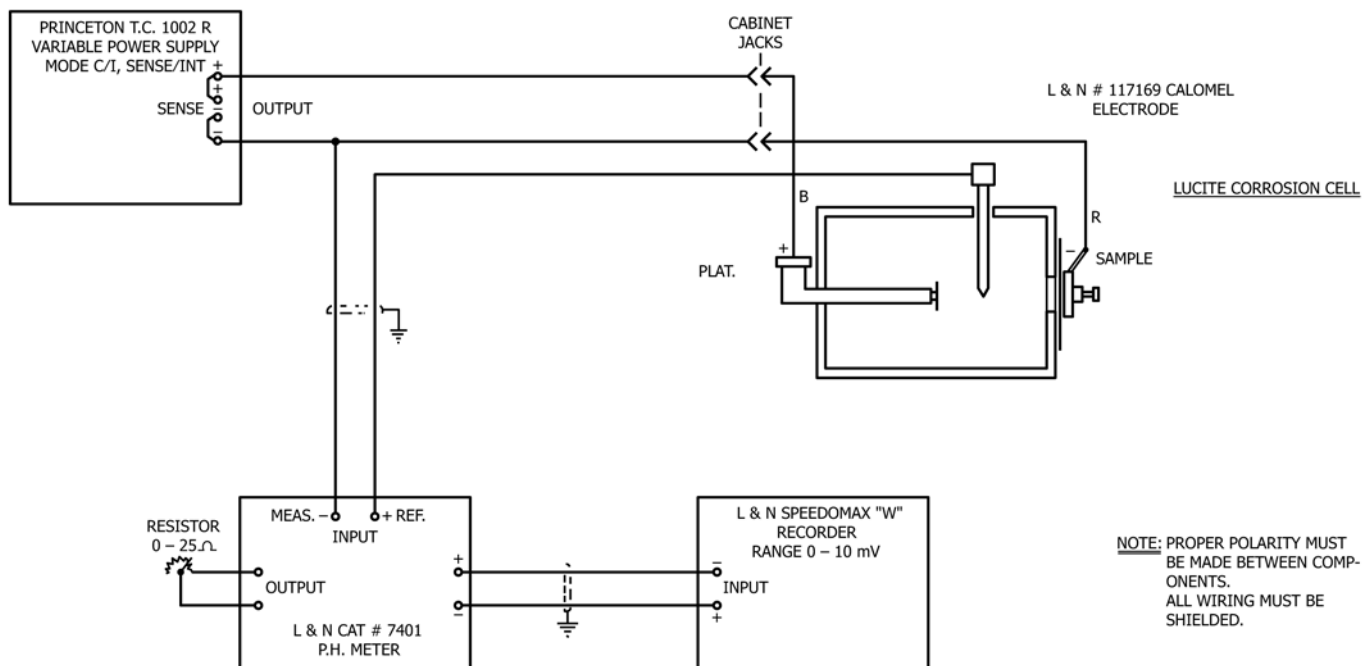 PRINCETON T.C. 1002 R
VARIABLE POWER SUPPLY
MODE C/I, SENSE/INT +
+
SENSE −
OUTPUT
−
CABINET
JACKS
L & N # 117169 CALOMEL
ELECTRODE
LUCITE CORROSION CELL
B
R
+
PLAT.
−
SAMPLE
MEAS. −
+ REF.
INPUT
RESISTOR
0 – 25 Ω
OUTPUT
+
−
L & N CAT # 7401
P.H. METER
L & N SPEEDOMAX "W"
RECORDER
RANGE 0 – 10 mV
−
INPUT
+
NOTE: PROPER POLARITY MUST
BE MADE BETWEEN COMP-
ONENTS.
ALL WIRING MUST BE
SHIELDED.